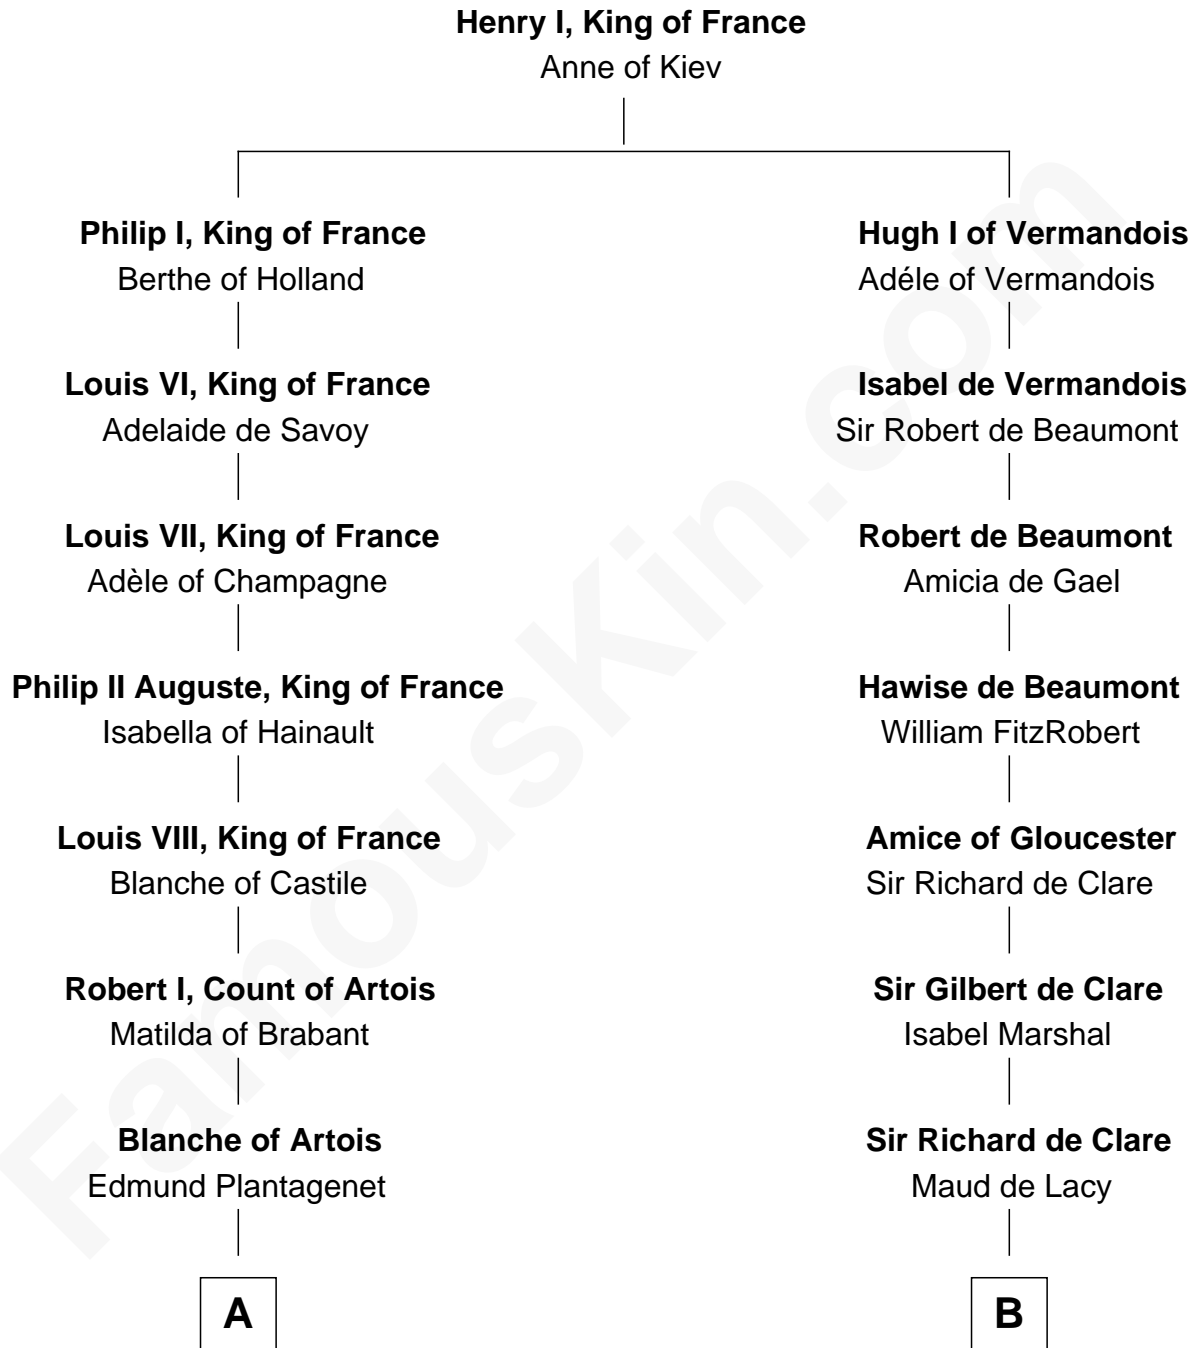 Henry I, King of France
Anne of Kiev
Philip I, King of France
Berthe of Holland
Louis VI, King of France
Adelaide de Savoy
Louis VII, King of France
Adèle of Champagne
Philip II Auguste, King of France
Isabella of Hainault
Louis VIII, King of France
Blanche of Castile
Robert I, Count of Artois
Matilda of Brabant
Blanche of Artois
Edmund Plantagenet
A
Hugh I of Vermandois
Adéle of Vermandois
Isabel de Vermandois
Sir Robert de Beaumont
Robert de Beaumont
Amicia de Gael
Hawise de Beaumont
William FitzRobert
Amice of Gloucester
Sir Richard de Clare
Sir Gilbert de Clare
Isabel Marshal
Sir Richard de Clare
Maud de Lacy
B
FamousKin.com